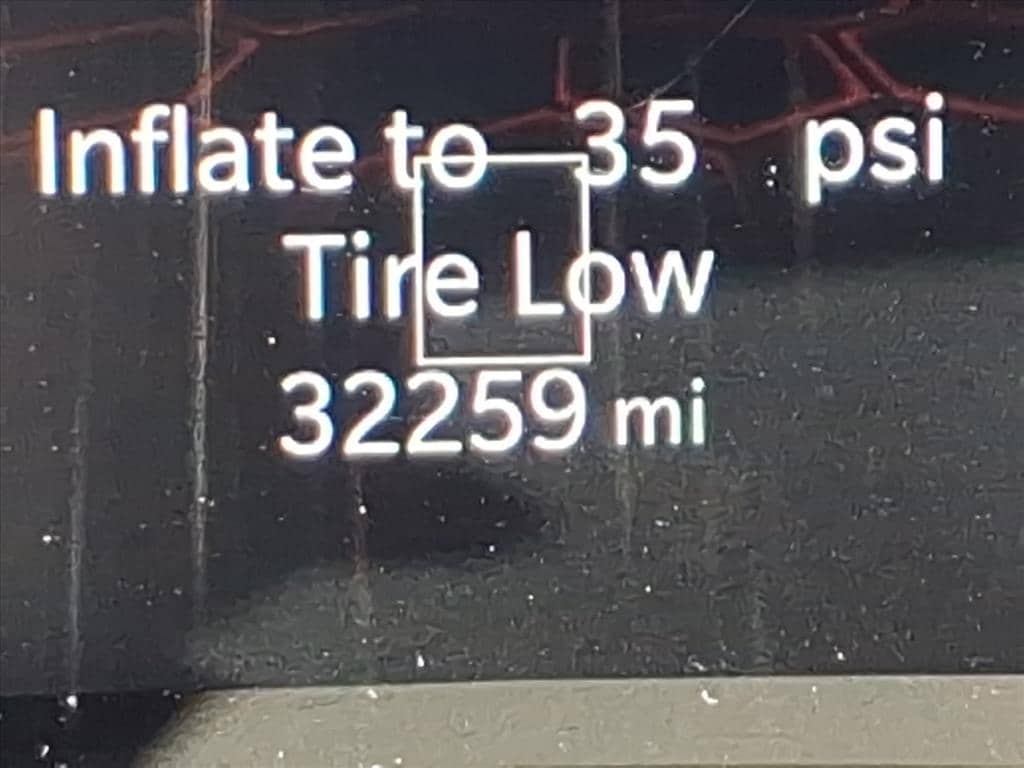 Inflate to 35 psi
Tire Low
32259 mi